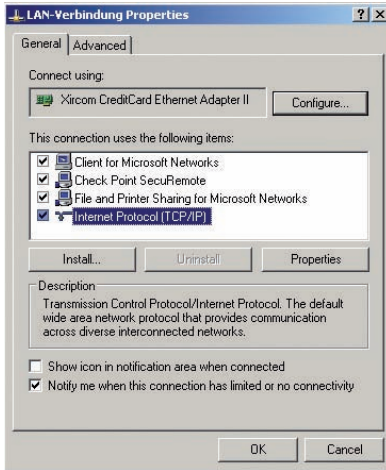 LAN-Verbindung Properties
General
Advanced
Connect using:
Xircom CreditCard Ethernet Adapter II
Configure...
This connection uses the following items:
Client for Microsoft Networks
Check Point SecuRemote
File and Printer Sharing for Microsoft Networks
Internet Protocol (TCP/IP)
Install...
Uninstall
Properties
Description
Transmission Control Protocol/Internet Protocol. The default
wide area network protocol that provides communication
across diverse interconnected networks.
Show icon in notification area when connected
Notify me when this connection has limited or no connectivity
OK
Cancel